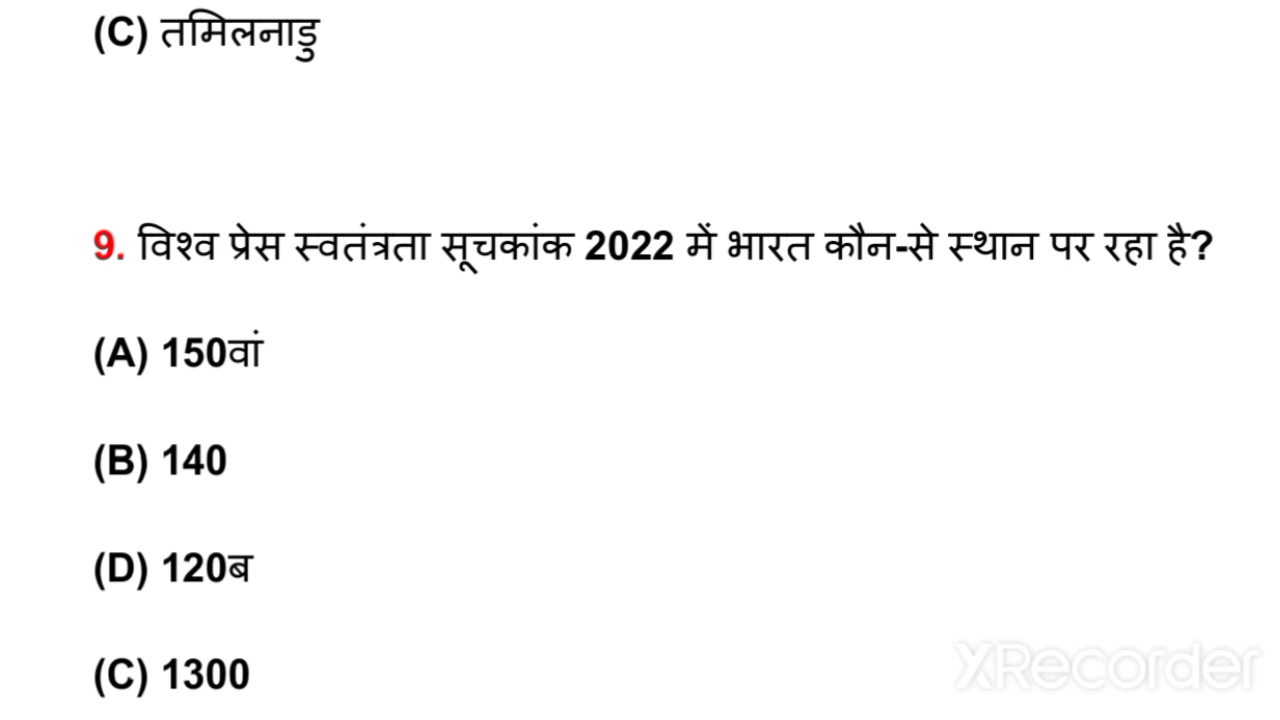 (C) तमिलनाडु
9. विश्व प्रेस स्वतंत्रता सूचकांक 2022 में भारत कौन-से स्थान पर रहा है?
(A) 150वां
(B) 140
(D) 120ब
(C) 1300
XRecorder